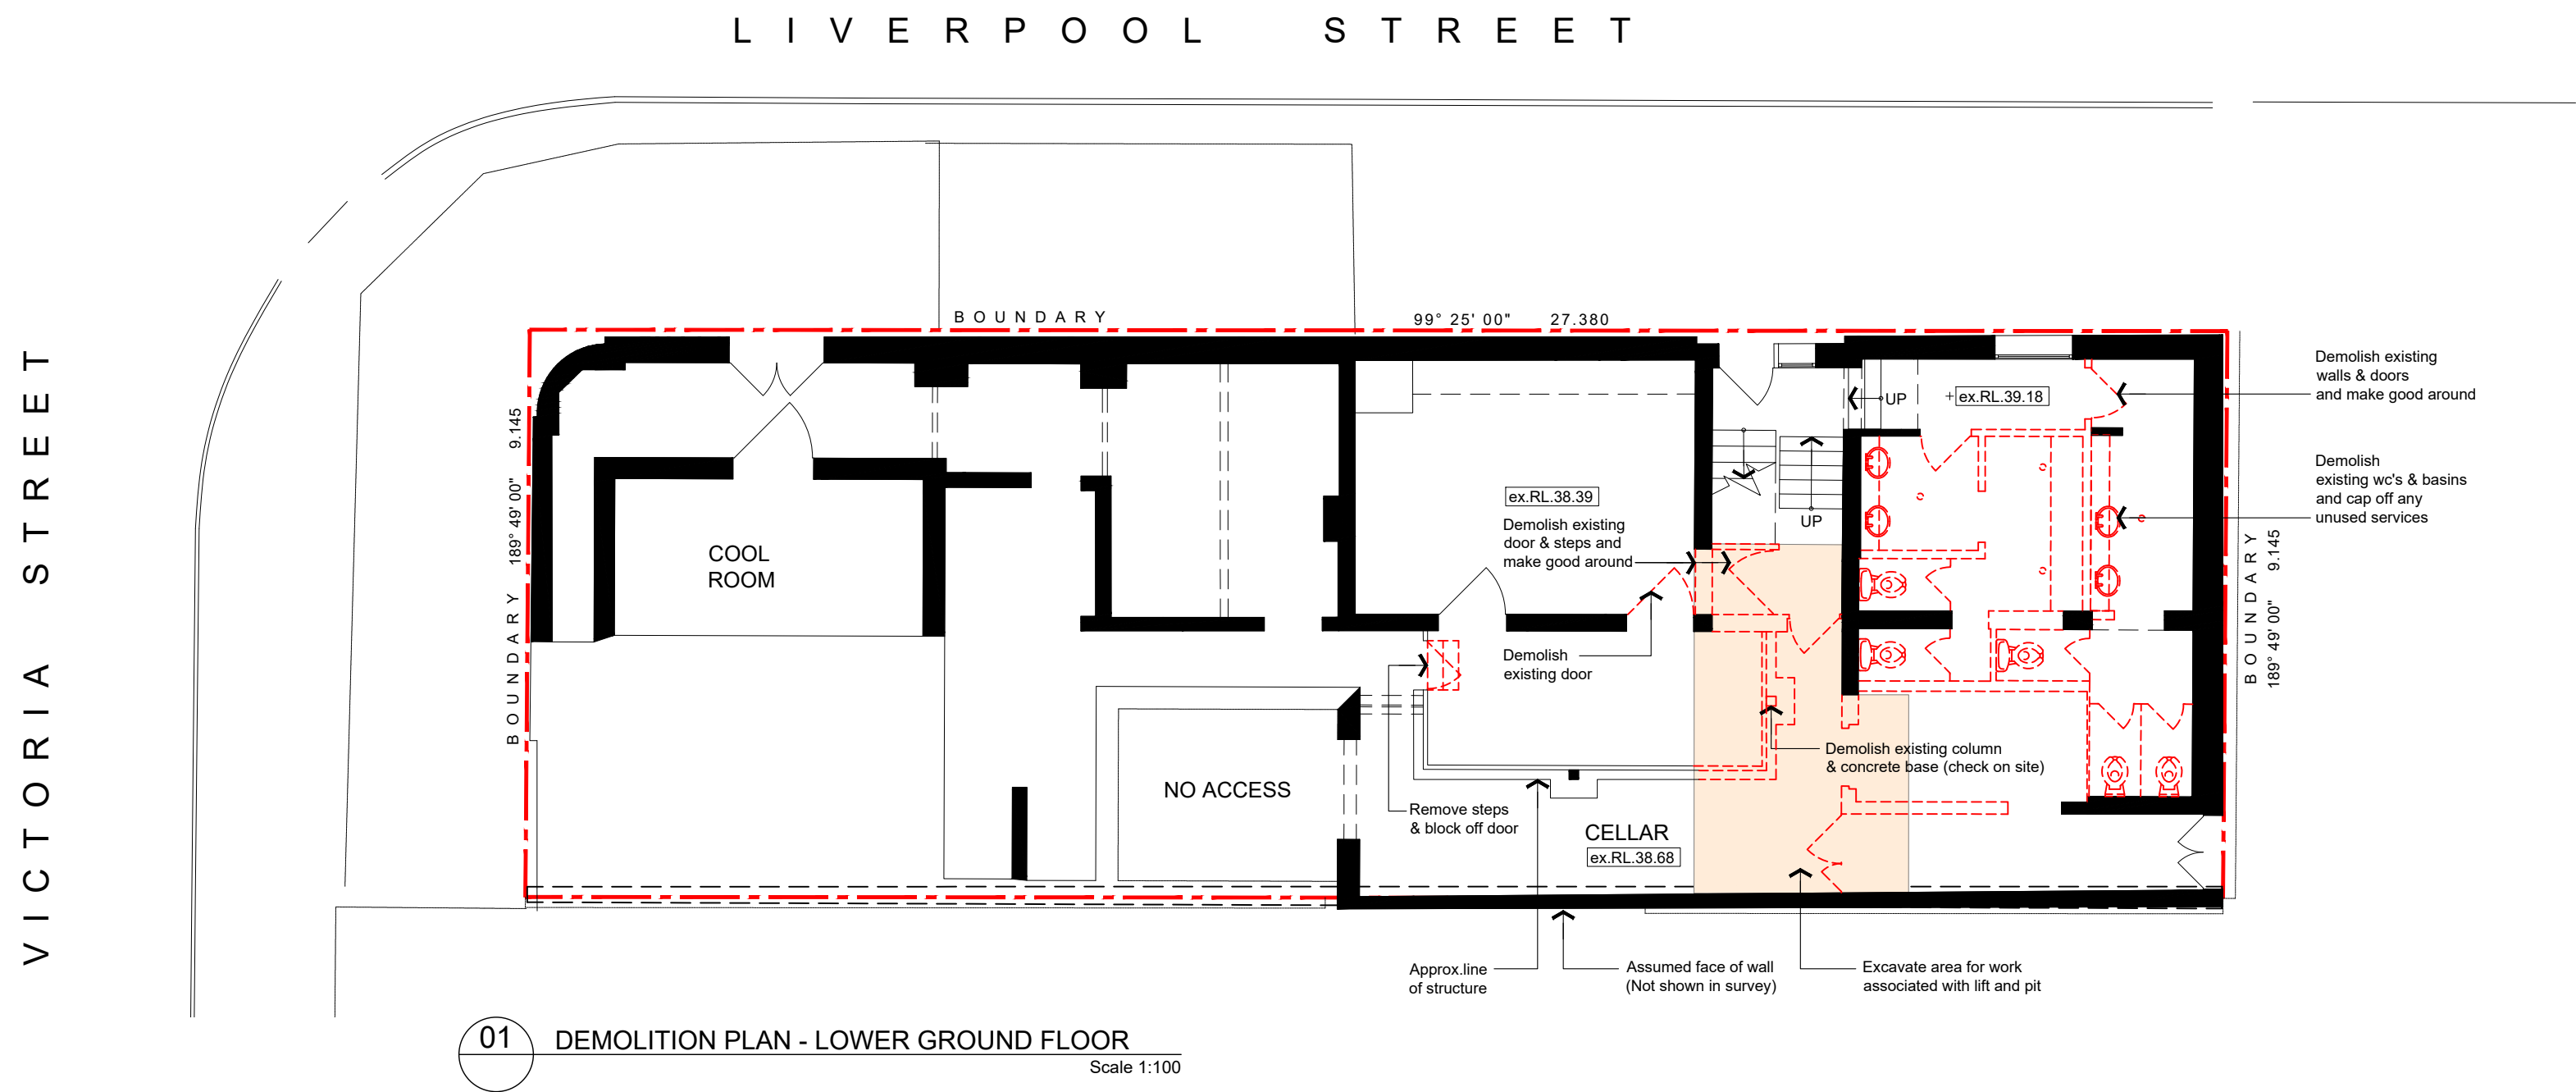 LIVERPOOL STREET
VICTORIA STREET
BOUNDARY
99° 25' 00" 27.380
BOUNDARY 189° 49' 00" 9.145
COOL
ROOM
NO ACCESS
ex.RL.38.39
Demolish existing
door & steps and
make good around
Demolish
existing door
UP
UP
ex.RL.39.18
Demolish existing
walls & doors
and make good around
Demolish
existing wc's & basins
and cap off any
unused services
BOUNDARY
189° 49' 00" 9.145
Demolish existing column
& concrete base (check on site)
Remove steps
& block off door
CELLAR
ex.RL.38.68
Approx.line
of structure
Assumed face of wall
(Not shown in survey)
Excavate area for work
associated with lift and pit
01
DEMOLITION PLAN - LOWER GROUND FLOOR
Scale 1:100